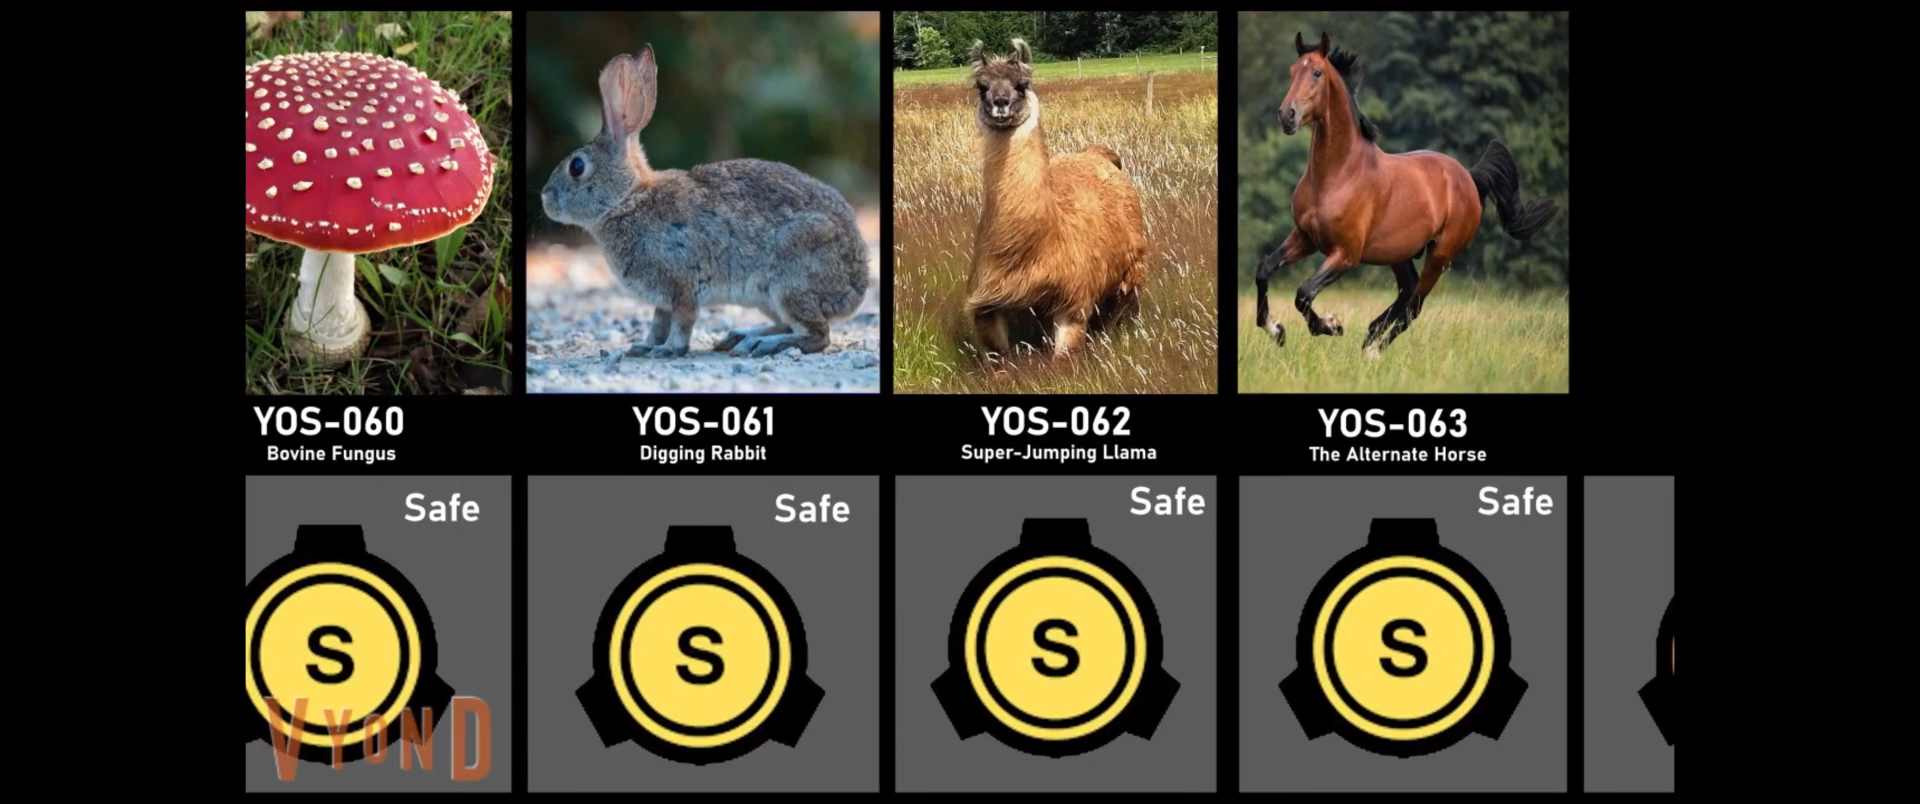 YOS-060
Bovine Fungus
YOS-061
Digging Rabbit
YOS-062
Super-Jumping Llama
YOS-063
The Alternate Horse
Safe
S
Safe
S
Safe
S
Safe
S
VYOND